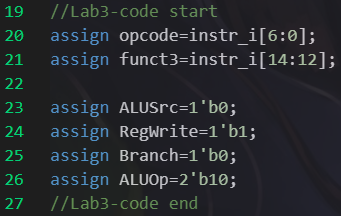 19 //Lab3-code start
20 assign opcode=instr_i[6:0];
21 assign funct3=instr_i[14:12];
22
23 assign ALUSrc=1'b0;
24 assign RegWrite=1'b1;
25 assign Branch=1'b0;
26 assign ALUOp=2'b10;
27 //Lab3-code end